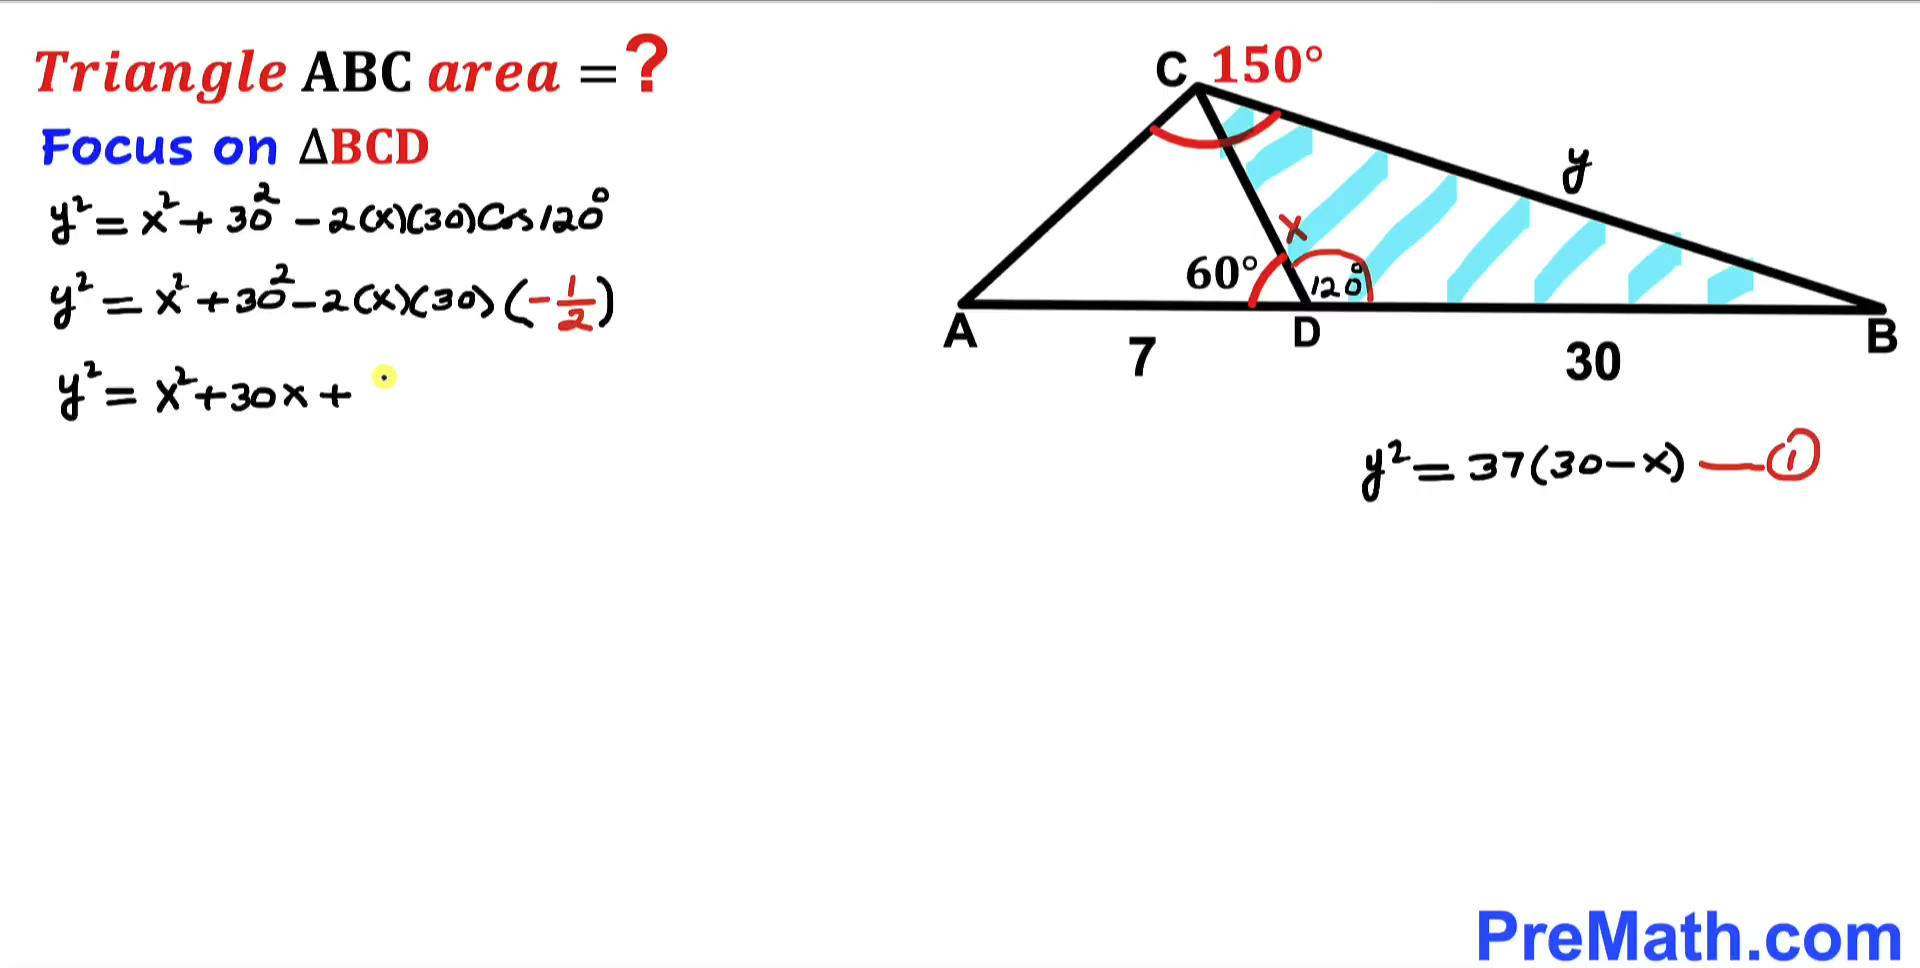 Triangle ABC area = ?
Focus on ΔBCD
y² = x² + 30² - 2(x)(30)Cos120°
y² = x² + 30² - 2(x)(30)(-1/2)
y² = x² + 30x +
C 150°
y
x
60°
120°
A
D
B
7
30
y² = 37(30-x) — ①
PreMath.com